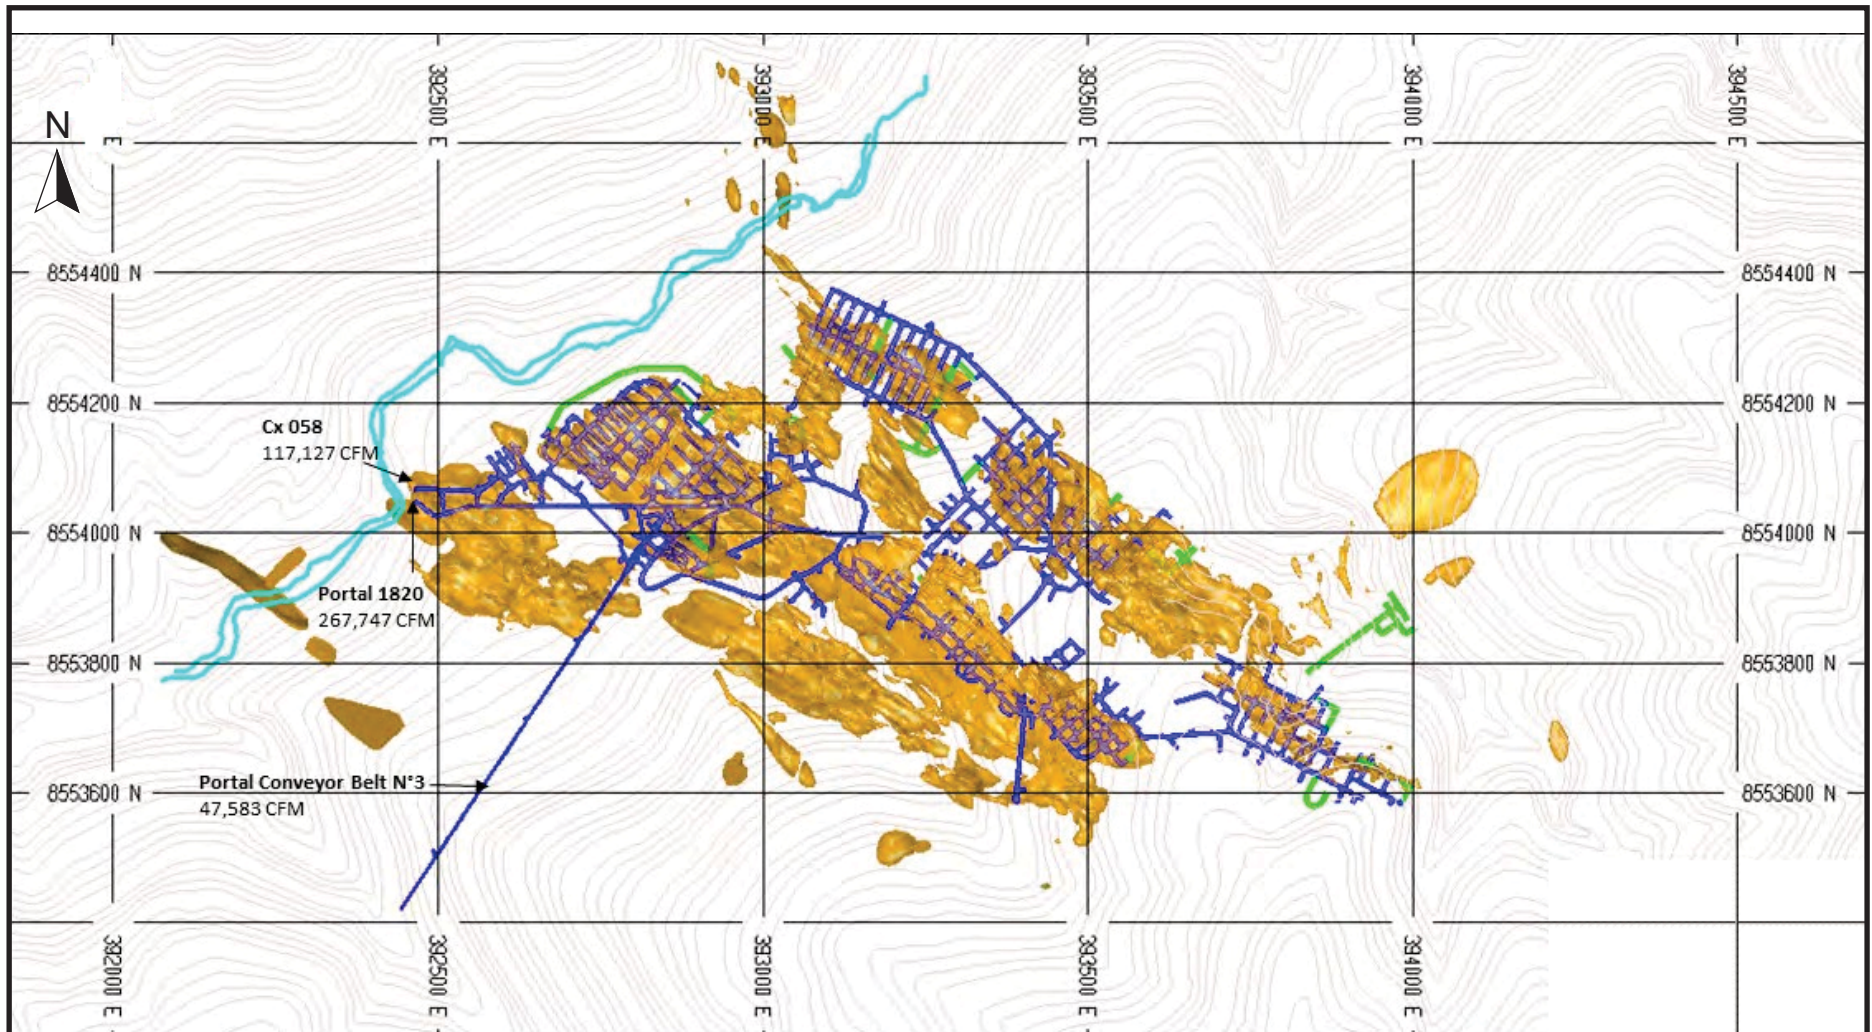 392500 E
393000 E
393500 E
394000 E
394500 E
E
N
8554400 N
8554400 N
8554200 N
8554200 N
Cx 058
117,127 CFM
8554000 N
8554000 N
Portal 1820
267,747 CFM
8553800 N
8553800 N
Portal Conveyor Belt N°3
47,583 CFM
8553600 N
8553600 N
392000 E
392500 E
393000 E
393500 E
394000 E